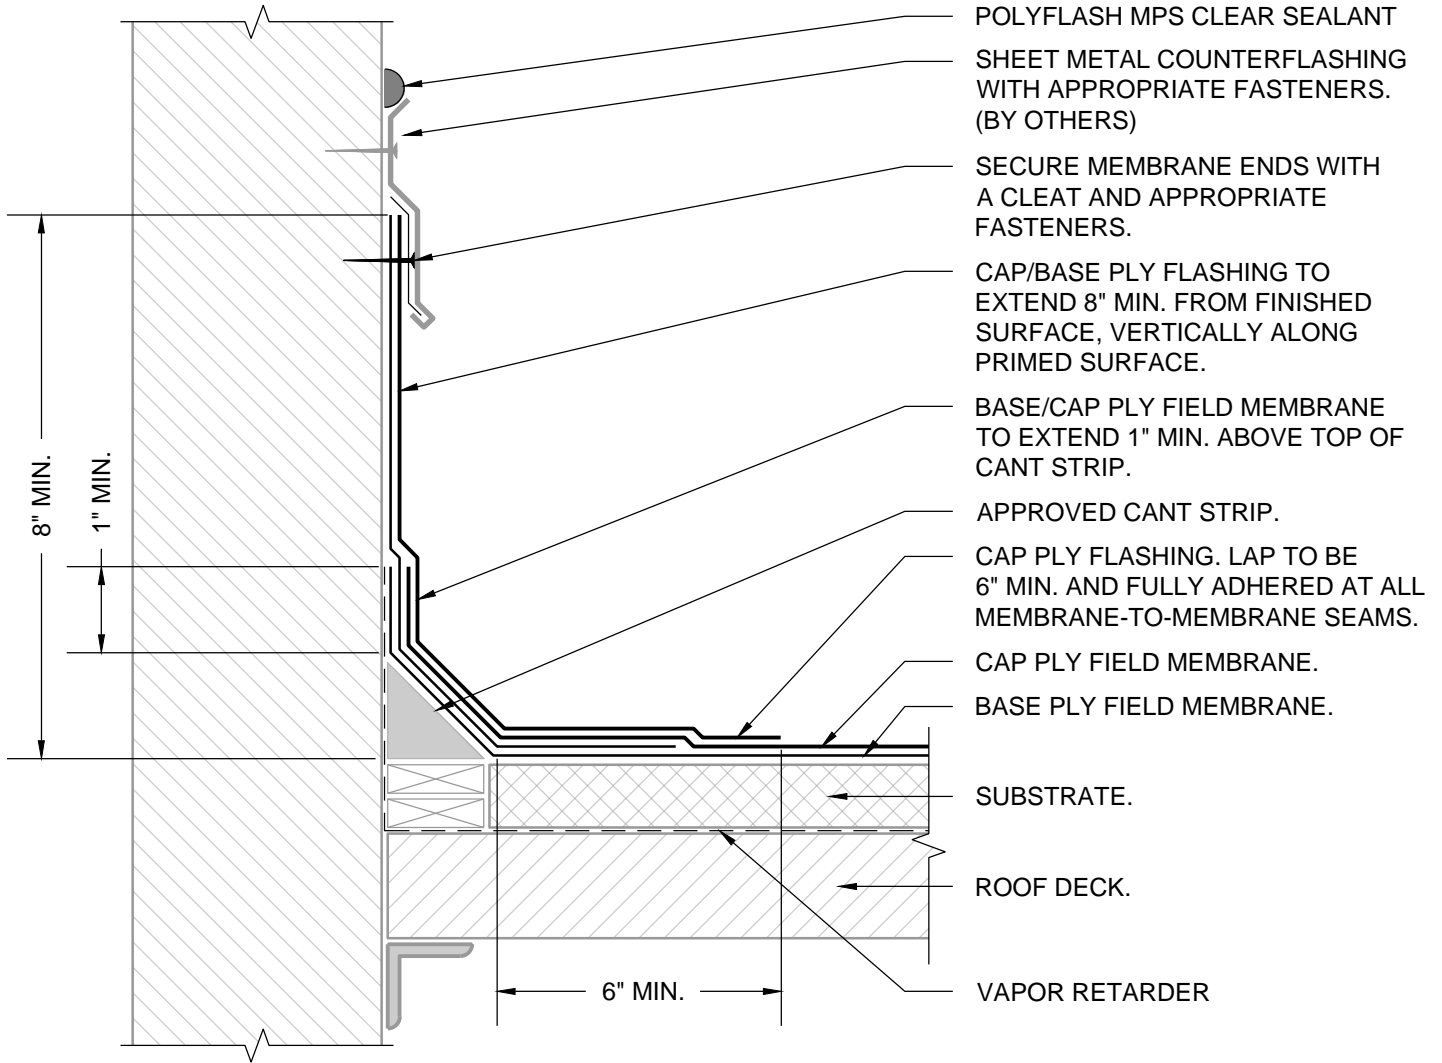 POLYFLASH MPS CLEAR SEALANT
SHEET METAL COUNTERFLASHING
WITH APPROPRIATE FASTENERS.
(BY OTHERS)
SECURE MEMBRANE ENDS WITH
A CLEAT AND APPROPRIATE
FASTENERS.
CAP/BASE PLY FLASHING TO
EXTEND 8" MIN. FROM FINISHED
SURFACE, VERTICALLY ALONG
PRIMED SURFACE.
BASE/CAP PLY FIELD MEMBRANE
TO EXTEND 1" MIN. ABOVE TOP OF
CANT STRIP.
APPROVED CANT STRIP.
CAP PLY FLASHING. LAP TO BE
6" MIN. AND FULLY ADHERED AT ALL
MEMBRANE-TO-MEMBRANE SEAMS.
CAP PLY FIELD MEMBRANE.
BASE PLY FIELD MEMBRANE.
SUBSTRATE.
ROOF DECK.
VAPOR RETARDER
8" MIN.
1" MIN.
6" MIN.